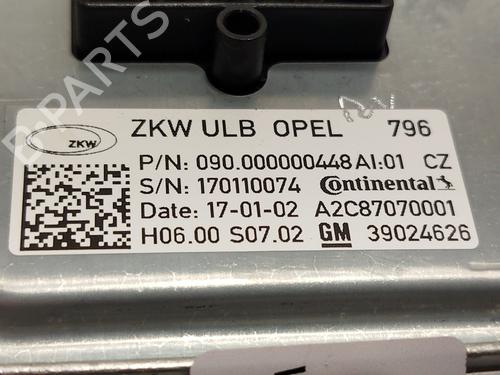 ZKW ULB OPEL 796
ZKW
P/N: 090.000000448 AI:01 CZ
S/N: 170110074 Continental
Date: 17-01-02 A2C87070001
H06.00 S07.02 GM 39024626